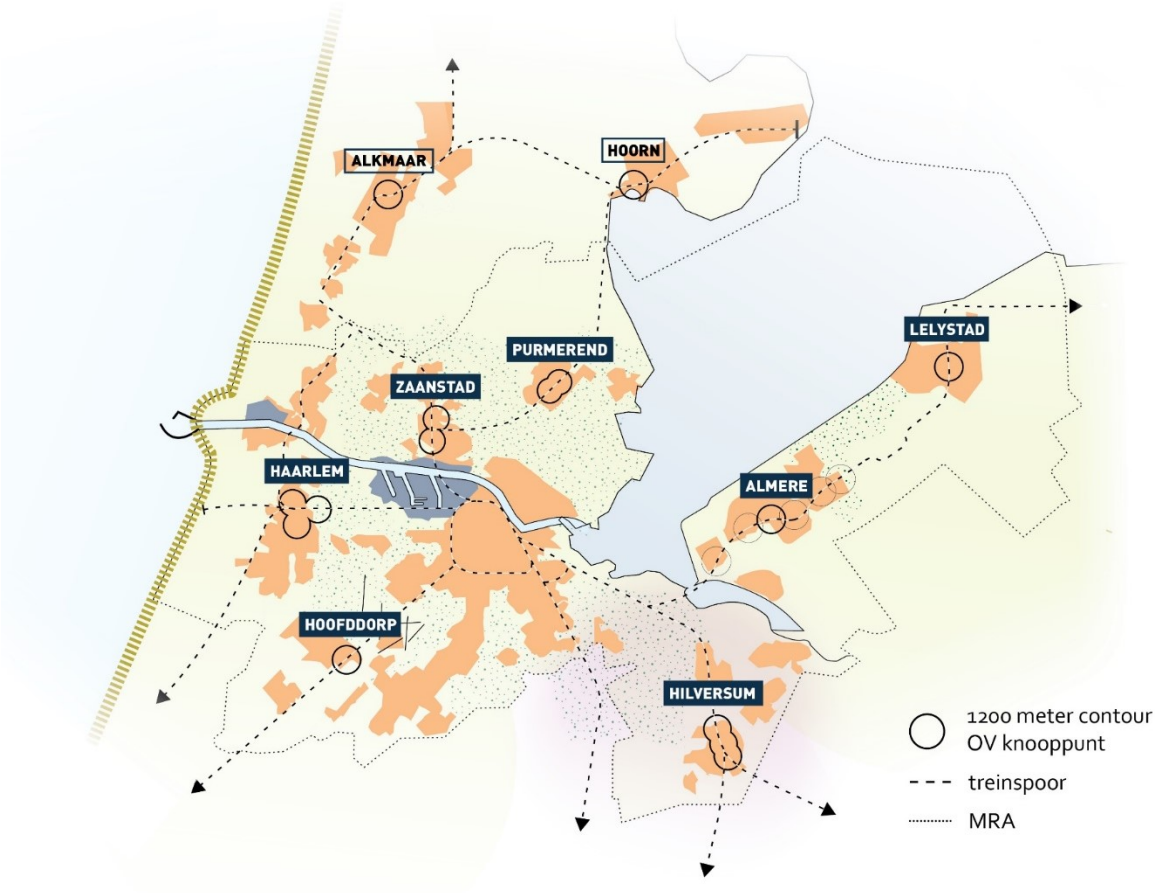 ALKMAAR
HOORN
LELYSTAD
PURMEREND
ZAANSTAD
HAARLEM
ALMERE
HOOFDDORP
HILVERSUM
1200 meter contour
OV knooppunt
treinspoor
MRA